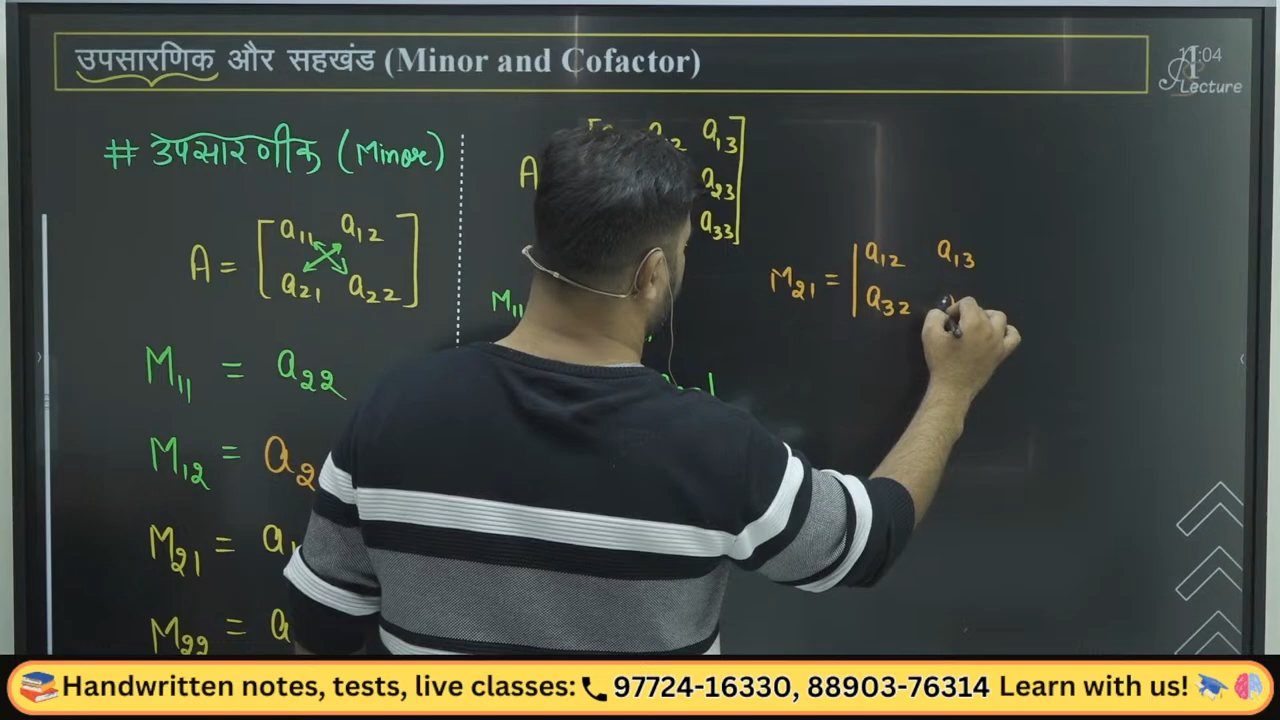 उपसारणिक और सहखंड (Minor and Cofactor)
11:04
Lecture
# उपसारणीक (Minor)
A = [a₁₁ a₁₂
a₂₁ a₂₂]
M₁₁ = a₂₂
M₁₂ = a₂
M₂₁ = a₁
M₂₂ = a
A
a₁₃
a₂₃
a₃₃]
M₁₁
M₂₁ = |a₁₂ a₁₃
a₃₂
Handwritten notes, tests, live classes: 97724-16330, 88903-76314 Learn with us!